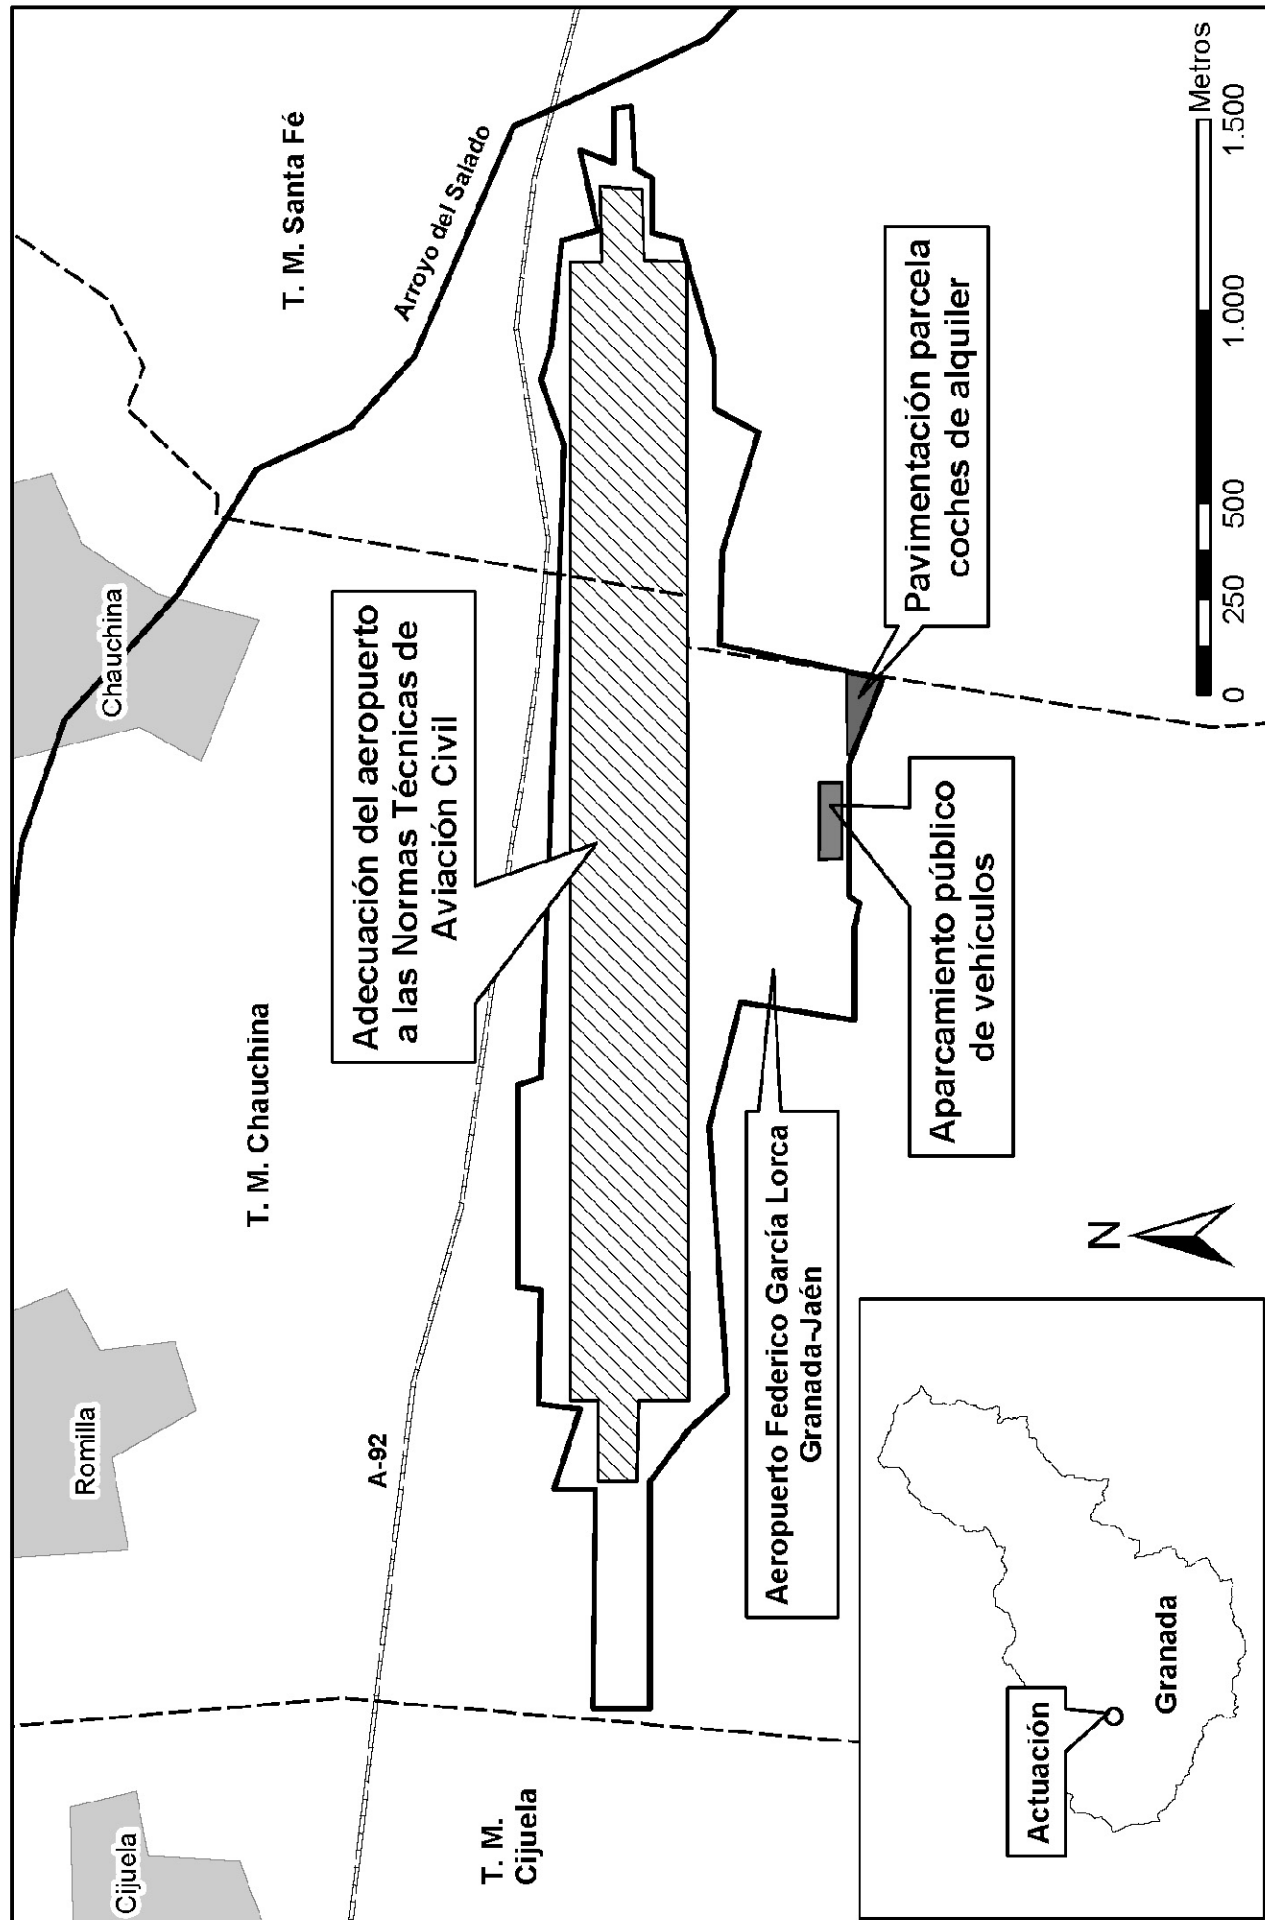 Cijuela
Romilla
Chauchina
T. M. Santa Fé
Arroyo del Salado
T. M. Chauchina
A-92
Adecuación del aeropuerto
a las Normas Técnicas de
Aviación Civil
T. M.
Cijuela
Aeropuerto Federico García Lorca
Granada-Jaén
Aparcamiento público
de vehículos
Pavimentación parcela
coches de alquiler
Actuación
Granada
N
0 250 500 1.000 1.500
Metros